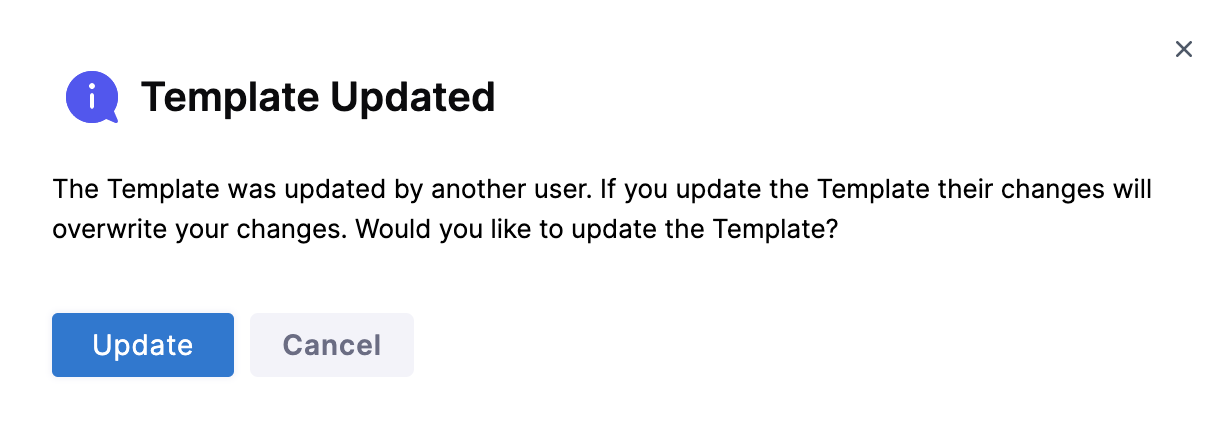 Template Updated
The Template was updated by another user. If you update the Template their changes will
overwrite your changes. Would you like to update the Template?
Update
Cancel